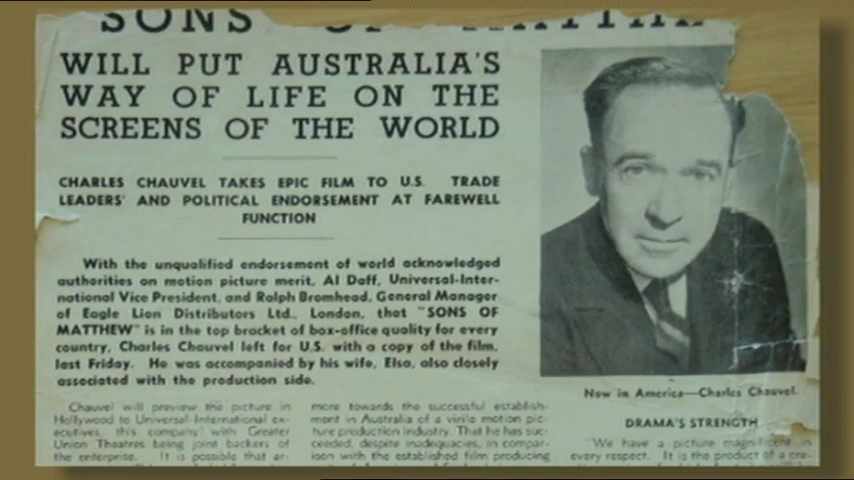 SONS OF
WILL PUT AUSTRALIA'S
WAY OF LIFE ON THE
SCREENS OF THE WORLD
CHARLES CHAUVEL TAKES EPIC FILM TO U.S. TRADE
LEADERS' AND POLITICAL ENDORSEMENT AT FAREWELL
FUNCTION
With the unqualified endorsement of world acknowledged
authorities on motion picture merit, Al Daff, Universal-Inter-
national Vice President, and Ralph Bromhead, General Manager
of Eagle Lion Distributors Ltd., London, that "SONS OF
MATTHEW" is in the top bracket of box-office quality for every
country, Charles Chauvel left for U.S. with a copy of the film,
last Friday. He was accompanied by his wife, Elsa, also closely
associated with the production side.
Chauvel will preview the picture in
Hollywood to Universal-International ex-
ecutives, this company with Greater
Union Theatres being joint backers of
the enterprise. It is possible that ar-
more towards the successful establish-
ment in Australia of a virile motion pic-
ture production industry. That he has suc-
ceeded, despite inadequacies, in compar-
ison with the established film producing
Now in America—Charles Chauvel.
DRAMA'S STRENGTH
"We have a picture magnificent in
every respect. It is the product of a cre-